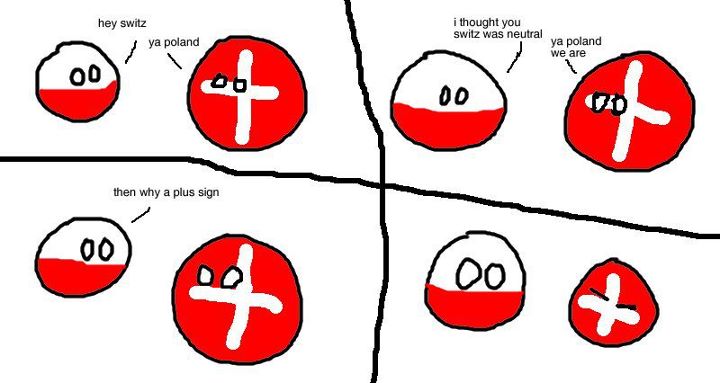 hey switz
ya poland
i thought you
switz was neutral
ya poland
we are
then why a plus sign